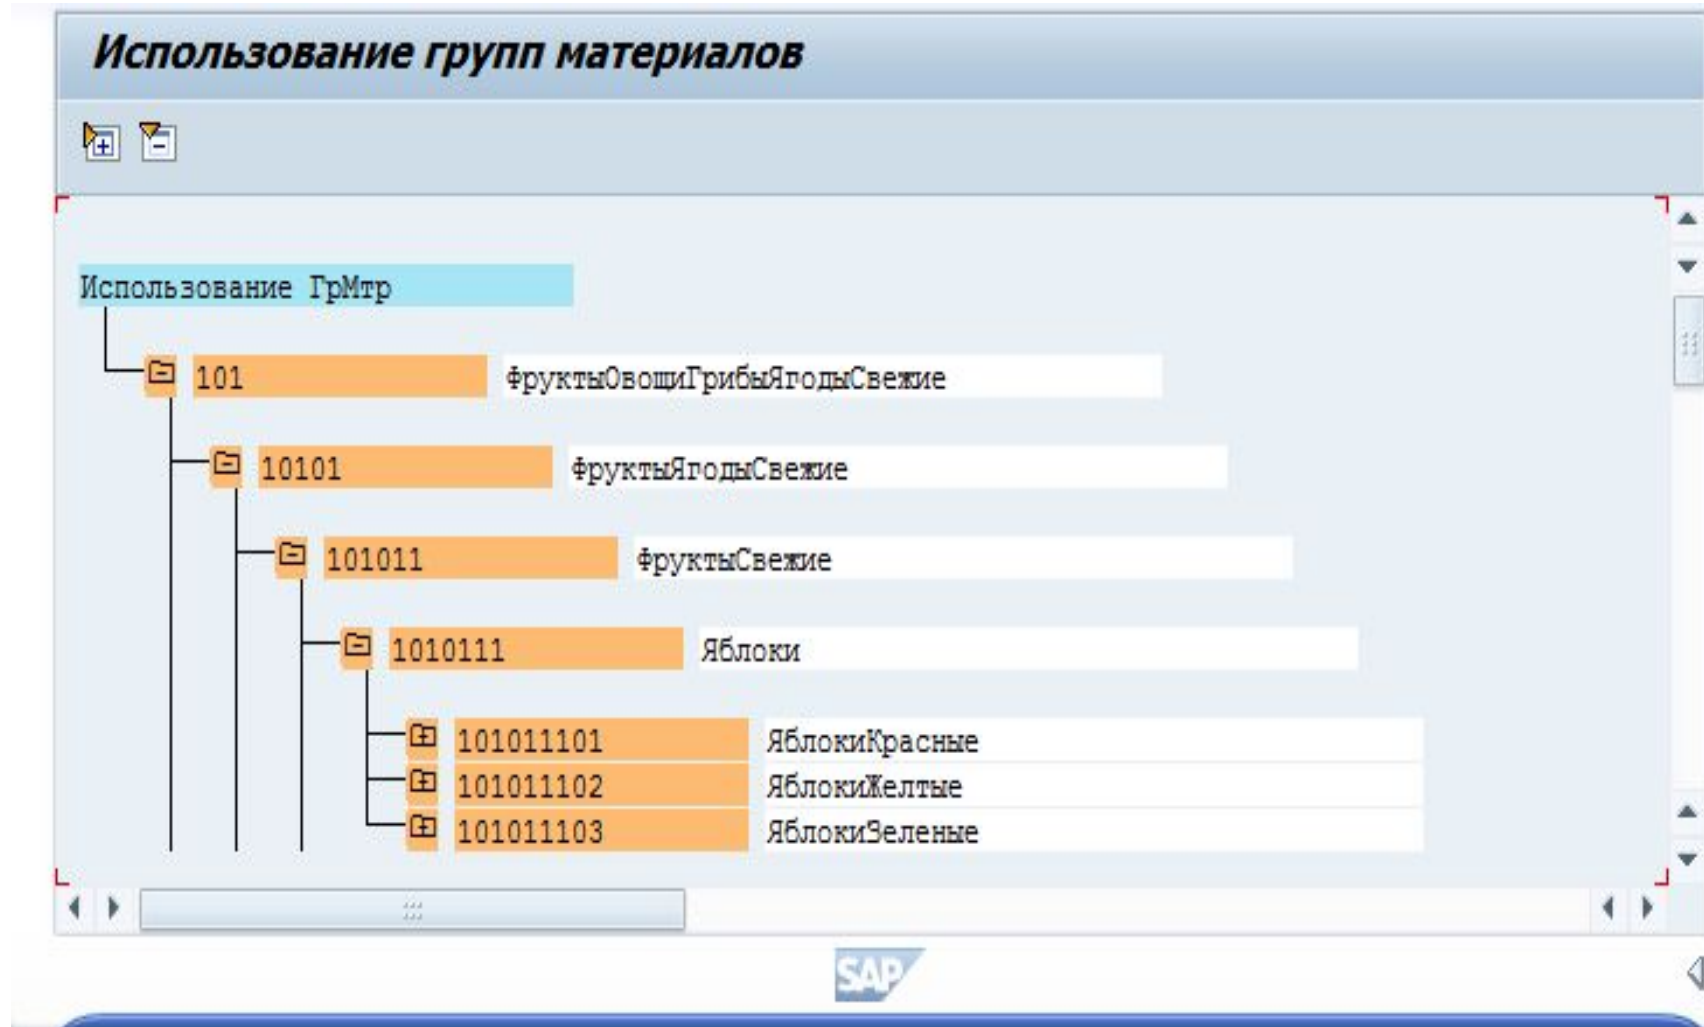 Использование групп материалов
Использование ГрМтр
101 ФруктыОвощиГрибыЯгодыСвежие
10101 ФруктыЯгодыСвежие
101011 ФруктыСвежие
1010111 Яблоки
101011101 ЯблокиКрасные
101011102 ЯблокиЖелтые
101011103 ЯблокиЗеленые
SAP